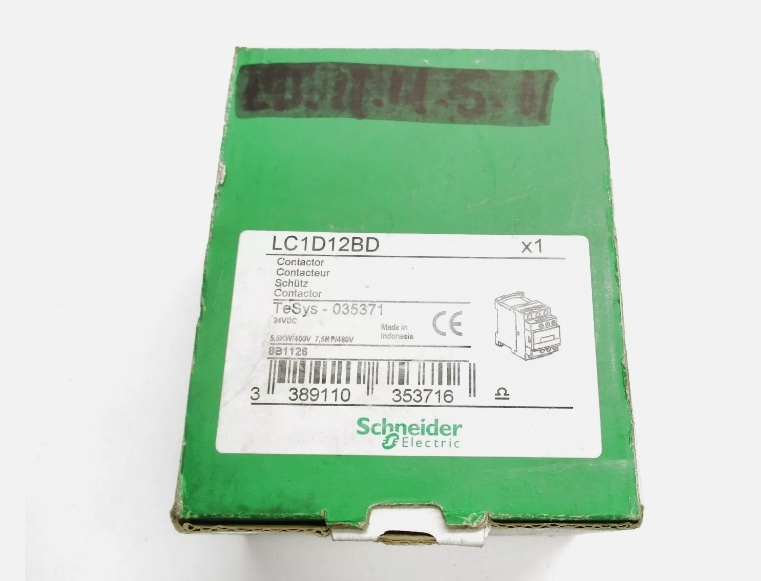 LC1D12BD x1
Contactor
Contacteur
Schütz
Contactor
TeSys - 035371
24VDC
Made in
Indonesia
CE
5,5KW/400V 7,5HP/480V
8B1126
3 389110 353716
Schneider
Electric